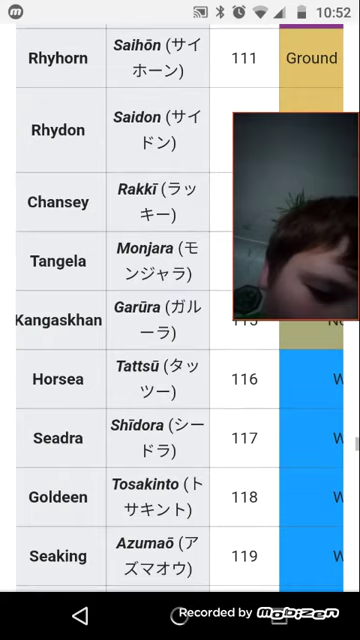 10:52
Rhyhorn Saihōn (サイ 111 Ground
ホーン)
Rhydon Saidon (サイ
ドン)
Chansey Rakkī (ラッ
キー)
Tangela Monjara (モ
ンジャラ)
Kangaskhan Garūra (ガル
ーラ) 115
Horsea Tattsū (タッ 116 W
ツー)
Seadra Shīdora (シー 117 W
ドラ)
Goldeen Tosakinto (ト 118 W
サキント)
Seaking Azumaō (ア 119 W
ズマオウ)
Recorded by Mobizen